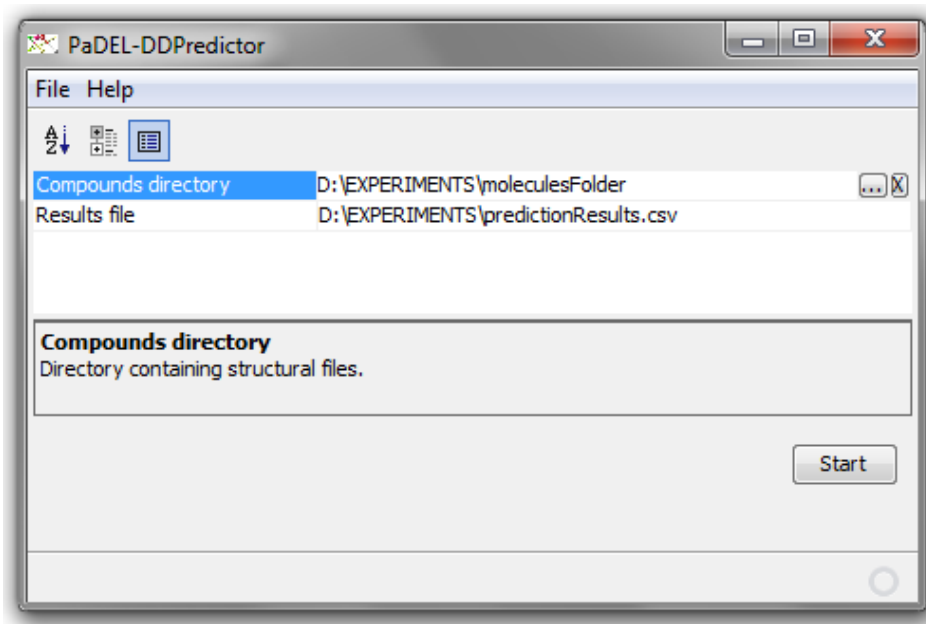 PaDEL-DDPredictor
File Help
Compounds directory D:\EXPERIMENTS\moleculesFolder ... X
Results file D:\EXPERIMENTS\predictionResults.csv
Compounds directory
Directory containing structural files.
Start